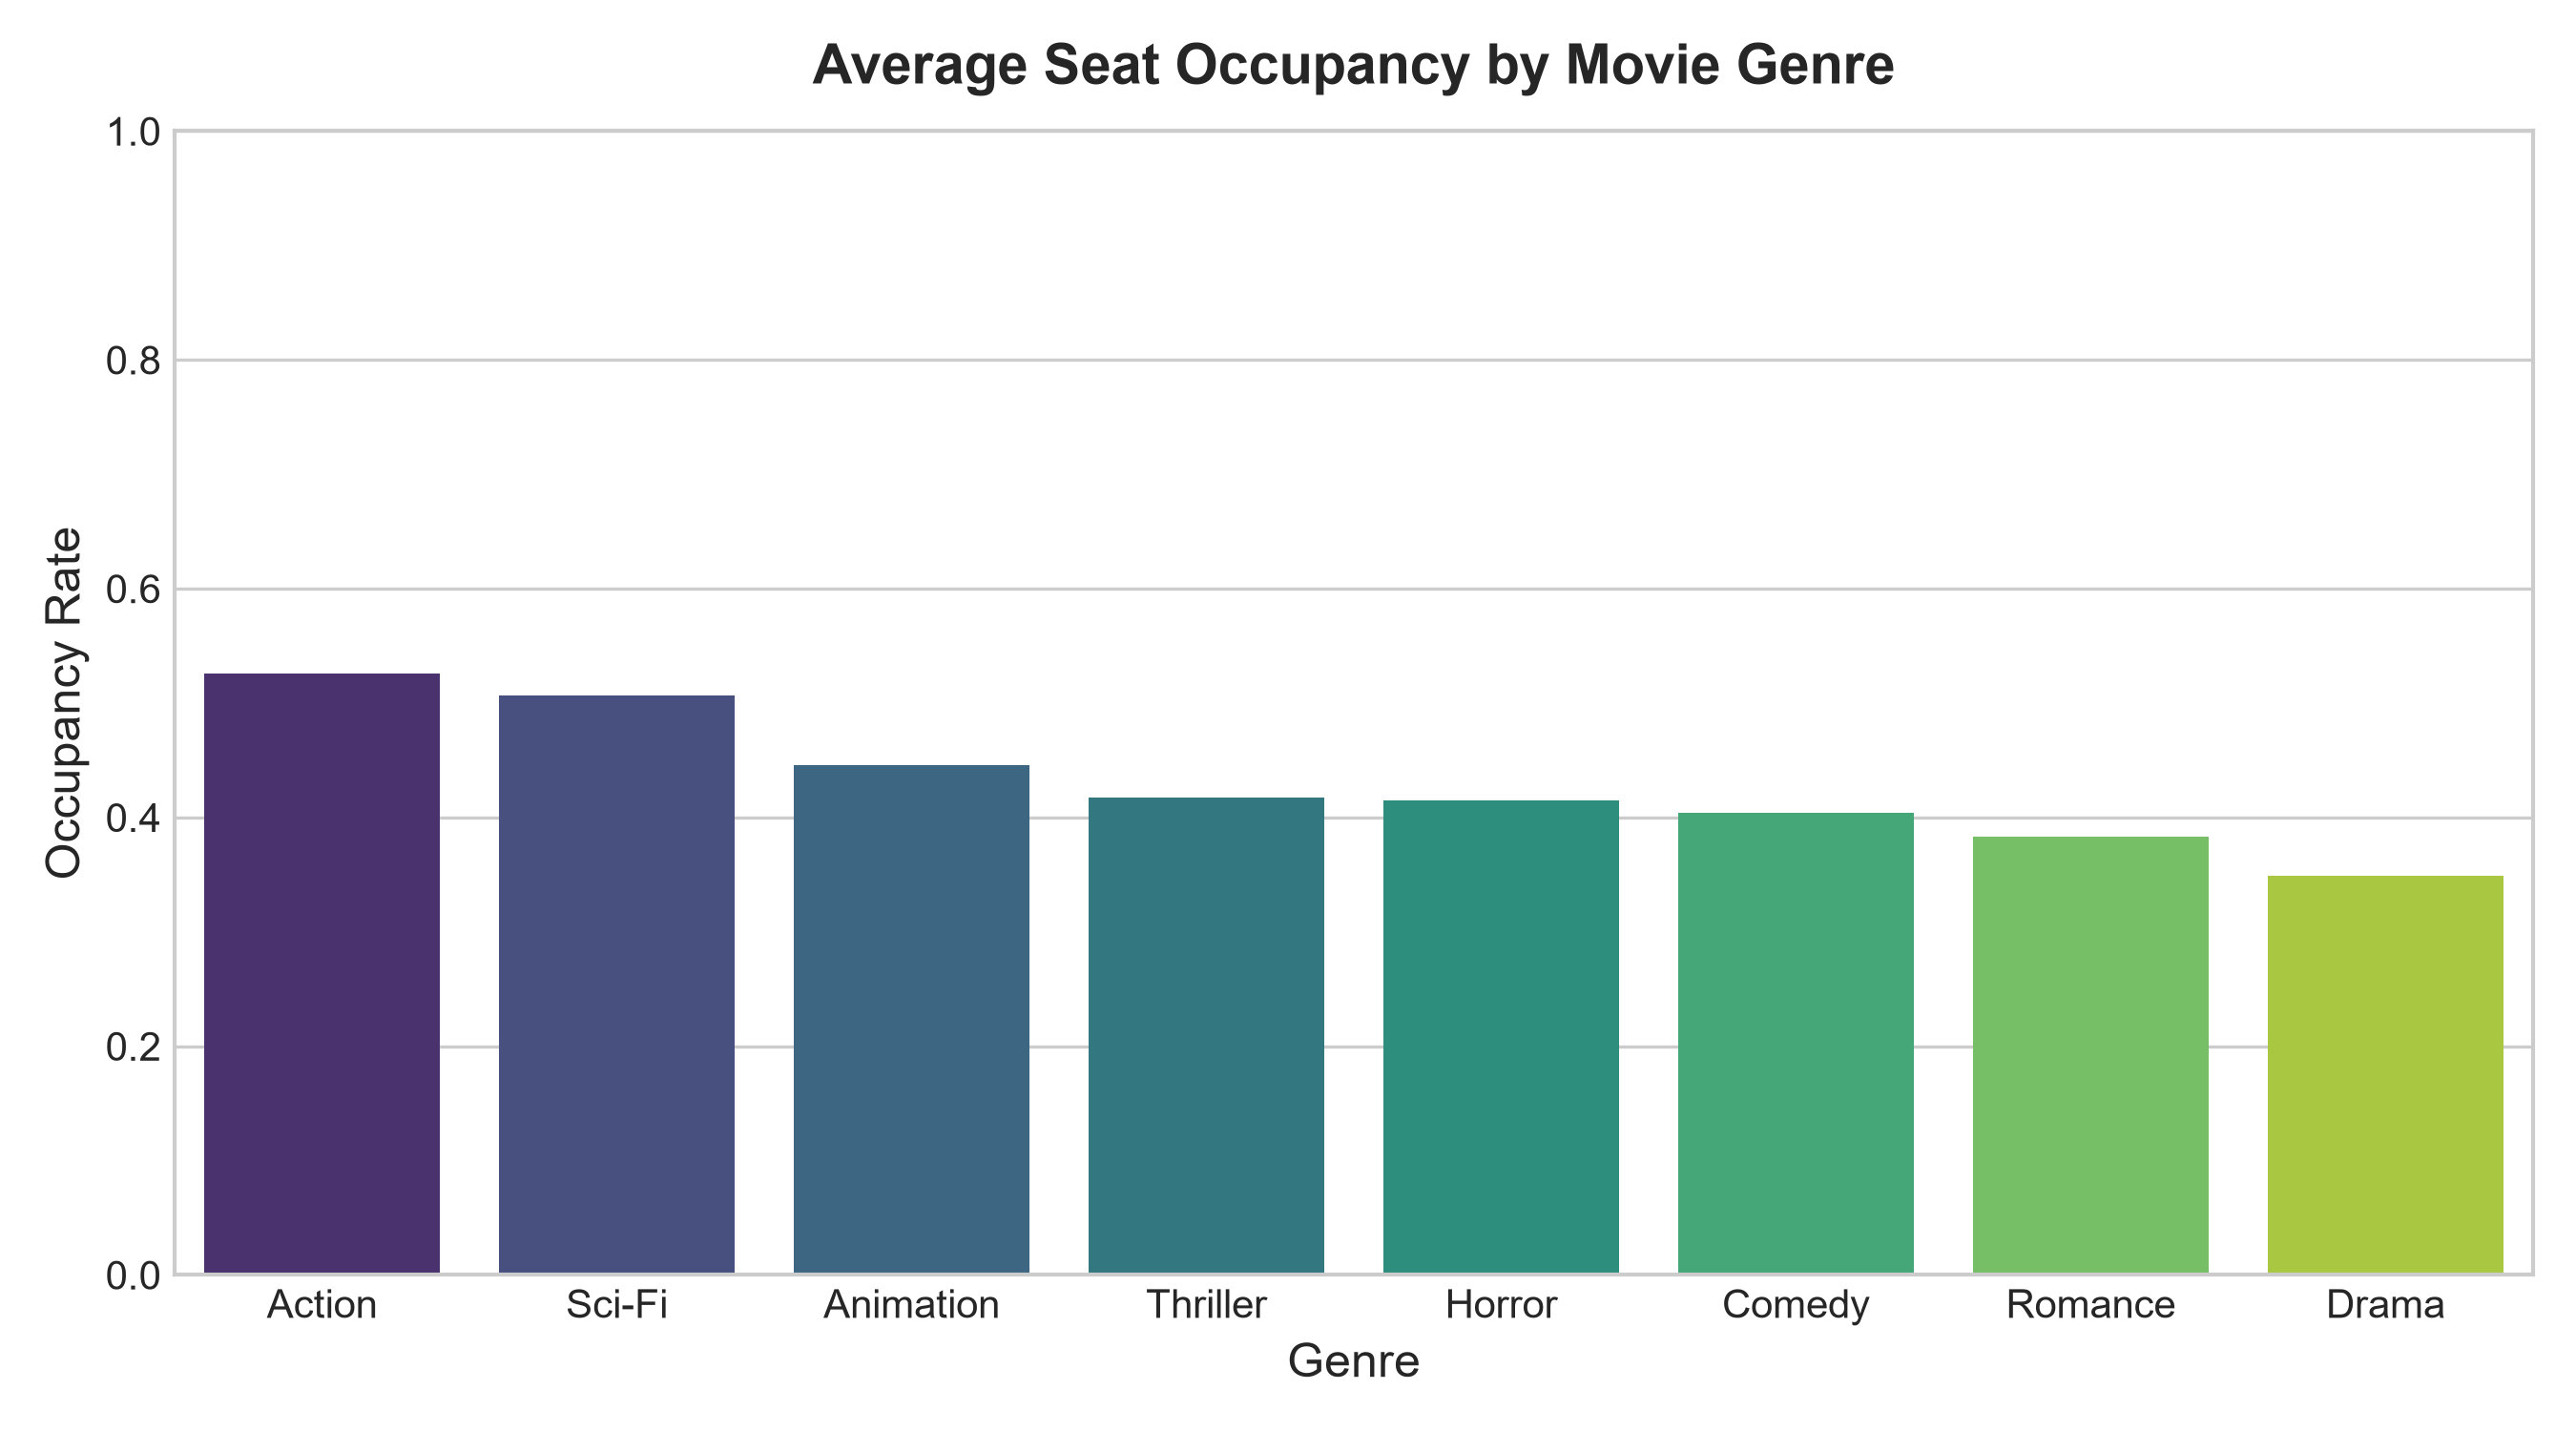 Average Seat Occupancy by Movie Genre
1.0
0.8
0.6
0.4
0.2
0.0
Occupancy Rate
Action Sci-Fi Animation Thriller Horror Comedy Romance Drama
Genre